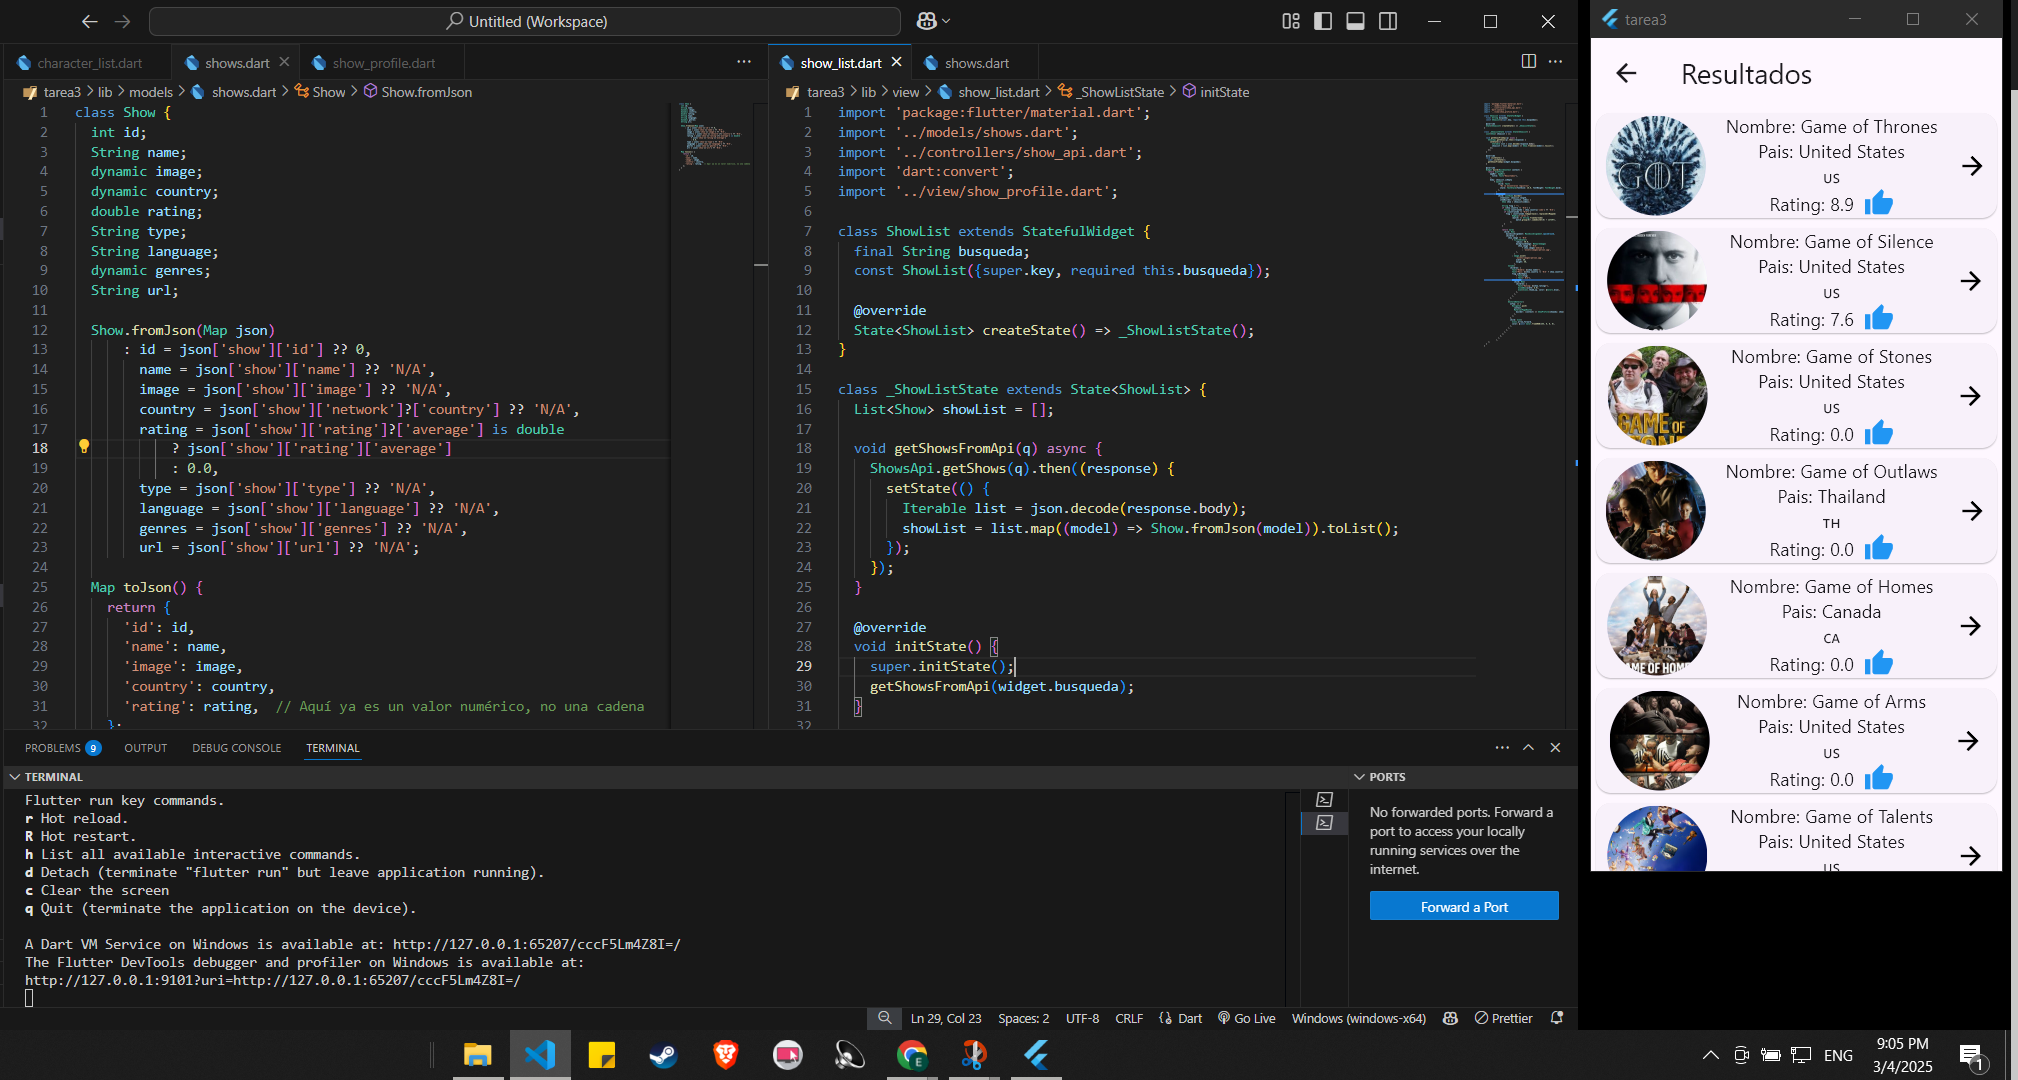 Untitled (Workspace)
character_list.dart
shows.dart
show_profile.dart
tarea3 > lib > models > shows.dart > Show > Show.fromJson
1 class Show {
2 int id;
3 String name;
4 dynamic image;
5 dynamic country;
6 double rating;
7 String type;
8 String language;
9 dynamic genres;
10 String url;
11
12 Show.fromJson(Map json)
13 : id = json['show']['id'] ?? 0,
14 name = json['show']['name'] ?? 'N/A',
15 image = json['show']['image'] ?? 'N/A',
16 country = json['show']['network']?['country'] ?? 'N/A',
17 rating = json['show']['rating']?['average'] is double
18 ? json['show']['rating']['average']
19 : 0.0,
20 type = json['show']['type'] ?? 'N/A',
21 language = json['show']['language'] ?? 'N/A',
22 genres = json['show']['genres'] ?? 'N/A',
23 url = json['show']['url'] ?? 'N/A';
24
25 Map toJson() {
26 return {
27 'id': id,
28 'name': name,
29 'image': image,
30 'country': country,
31 'rating': rating, // Aquí ya es un valor numérico, no una cadena
32 };
show_list.dart
shows.dart
tarea3 > lib > view > show_list.dart > _ShowListState > initState
1 import 'package:flutter/material.dart';
2 import '../models/shows.dart';
3 import '../controllers/show_api.dart';
4 import 'dart:convert';
5 import '../view/show_profile.dart';
6
7 class ShowList extends StatefulWidget {
8 final String busqueda;
9 const ShowList({super.key, required this.busqueda});
10
11 @override
12 State<ShowList> createState() => _ShowListState();
13 }
14
15 class _ShowListState extends State<ShowList> {
16 List<Show> showList = [];
17
18 void getShowsFromApi(q) async {
19 ShowsApi.getShows(q).then((response) {
20 setState(() {
21 Iterable list = json.decode(response.body);
22 showList = list.map((model) => Show.fromJson(model)).toList();
23 });
24 });
25 }
26
27 @override
28 void initState() {
29 super.initState();
30 getShowsFromApi(widget.busqueda);
31 }
32
PROBLEMS 9 OUTPUT DEBUG CONSOLE TERMINAL
TERMINAL
Flutter run key commands.
r Hot reload.
R Hot restart.
h List all available interactive commands.
d Detach (terminate "flutter run" but leave application running).
c Clear the screen
q Quit (terminate the application on the device).
A Dart VM Service on Windows is available at: http://127.0.0.1:65207/cccF5Lm4Z8I=/
The Flutter DevTools debugger and profiler on Windows is available at:
http://127.0.0.1:9101?uri=http://127.0.0.1:65207/cccF5Lm4Z8I=/
PORTS
No forwarded ports. Forward a
port to access your locally
running services over the
internet.
Forward a Port
Ln 29, Col 23 Spaces: 2 UTF-8 CRLF Dart Go Live Windows (windows-x64) Prettier
tarea3
Resultados
GOT
Nombre: Game of Thrones
Pais: United States
US
Rating: 8.9
Nombre: Game of Silence
Pais: United States
US
Rating: 7.6
GAME OF
Nombre: Game of Stones
Pais: United States
US
Rating: 0.0
Nombre: Game of Outlaws
Pais: Thailand
TH
Rating: 0.0
Nombre: Game of Homes
Pais: Canada
CA
Rating: 0.0
Nombre: Game of Arms
Pais: United States
US
Rating: 0.0
Nombre: Game of Talents
Pais: United States
US
ENG
9:05 PM
3/4/2025
1